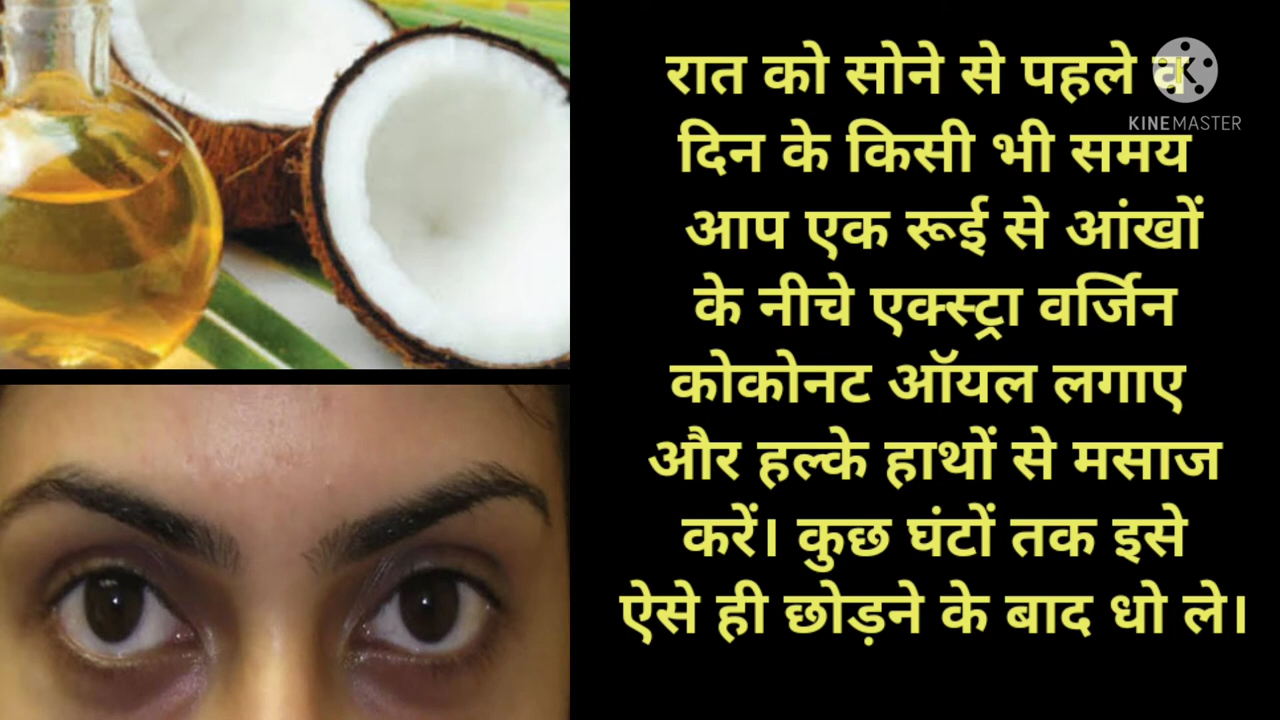 रात को सोने से पहले व
KINEMASTER
दिन के किसी भी समय
आप एक रूई से आंखों
के नीचे एक्स्ट्रा वर्जिन
कोकोनट ऑयल लगाए
और हल्के हाथों से मसाज
करें। कुछ घंटों तक इसे
ऐसे ही छोड़ने के बाद धो ले।